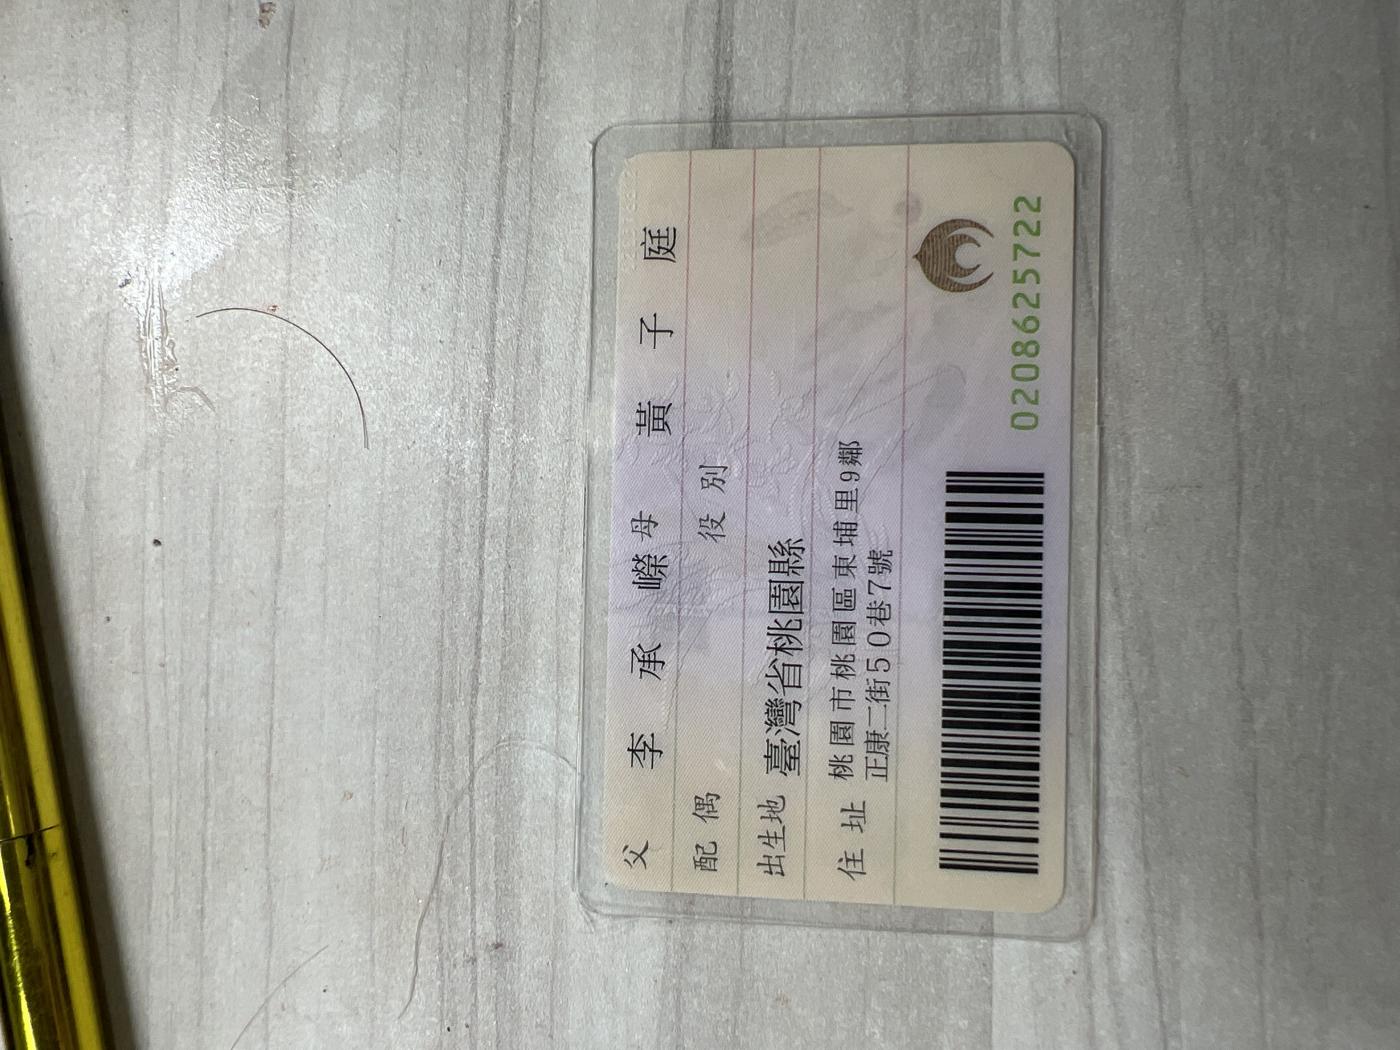 父 李承嶸 母 黃子庭
配偶 役別
出生地 臺灣省桃園縣
住址 桃園市桃園區東埔里9鄰
正康二街50巷7號
0208625722